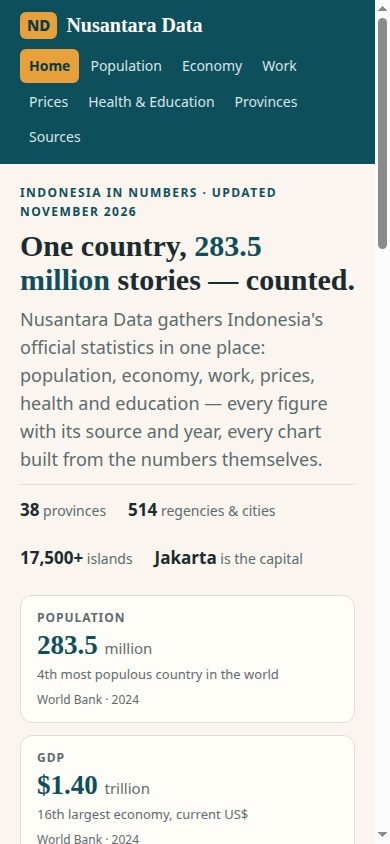 ND Nusantara Data
Home Population Economy Work
Prices Health & Education Provinces
Sources
INDONESIA IN NUMBERS · UPDATED
NOVEMBER 2026
One country, 283.5
million stories — counted.
Nusantara Data gathers Indonesia's
official statistics in one place:
population, economy, work, prices,
health and education — every figure
with its source and year, every chart
built from the numbers themselves.
38 provinces 514 regencies & cities
17,500+ islands Jakarta is the capital
POPULATION
283.5 million
4th most populous country in the world
World Bank · 2024
GDP
$1.40 trillion
16th largest economy, current US$
World Bank · 2024